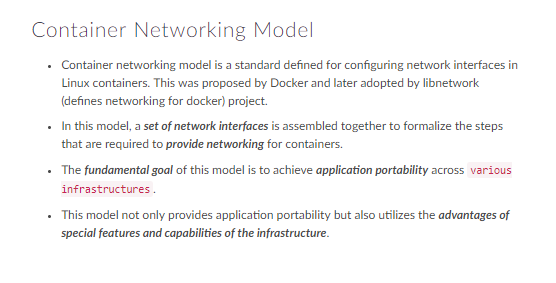 Container Networking Model
• Container networking model is a standard defined for configuring network interfaces in
Linux containers. This was proposed by Docker and later adopted by libnetwork
(defines networking for docker) project.
• In this model, a set of network interfaces is assembled together to formalize the steps
that are required to provide networking for containers.
• The fundamental goal of this model is to achieve application portability across various
infrastructures .
• This model not only provides application portability but also utilizes the advantages of
special features and capabilities of the infrastructure.